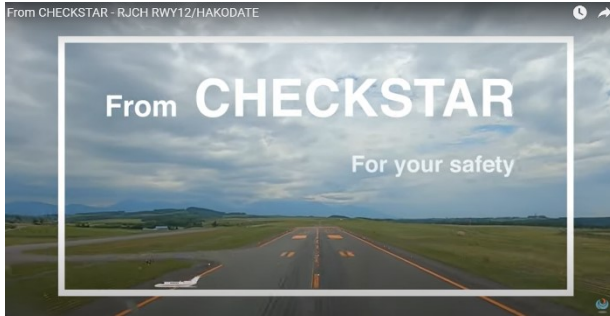 From CHECKSTAR - RJCH RWY12/HAKODATE
From CHECKSTAR
For your safety